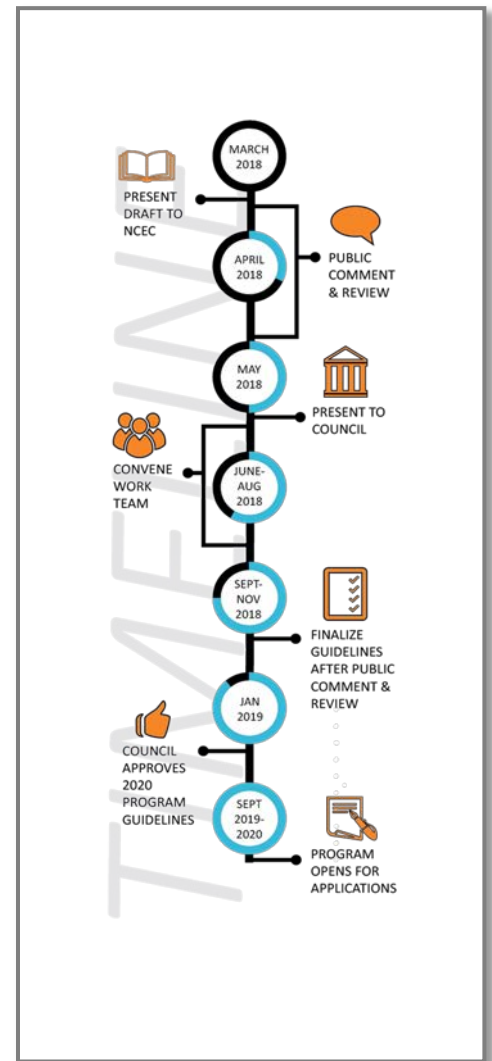 TIMELINE
MARCH
2018
PRESENT
DRAFT TO
NCEC
APRIL
2018
PUBLIC
COMMENT
& REVIEW
MAY
2018
PRESENT TO
COUNCIL
CONVENE
WORK
TEAM
JUNE-
AUG
2018
SEPT-
NOV
2018
FINALIZE
GUIDELINES
AFTER PUBLIC
COMMENT &
REVIEW
JAN
2019
COUNCIL
APPROVES
2020
PROGRAM
GUIDELINES
SEPT
2019-
2020
PROGRAM
OPENS FOR
APPLICATIONS